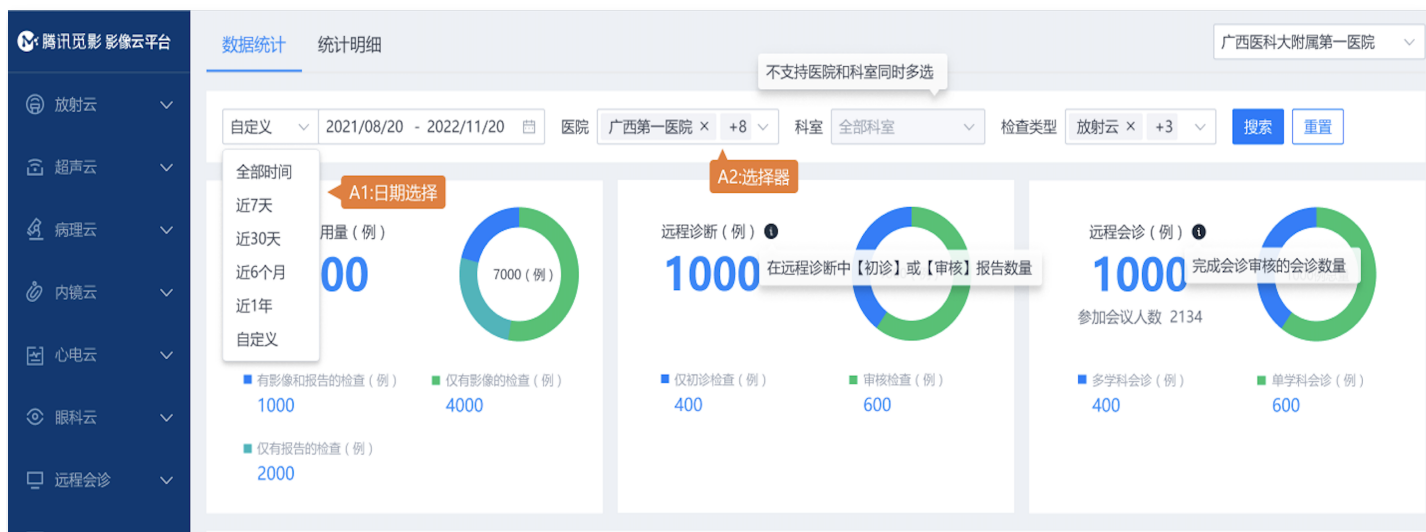 腾讯觅影 影像云平台
数据统计
统计明细
广西医科大附属第一医院
不支持医院和科室同时多选
自定义
2021/08/20 - 2022/11/20
医院
广西第一医院 ×
+8
科室
全部科室
检查类型
放射云 ×
+3
搜索
重置
放射云
超声云
病理云
内镜云
心电云
眼科云
远程会诊
全部时间
近7天
近30天
近6个月
近1年
自定义
A1:日期选择
A2:选择器
用量（例）
00
7000（例）
有影像和报告的检查（例）
1000
仅有影像的检查（例）
4000
仅有报告的检查（例）
2000
远程诊断（例）
1000
在远程诊断中【初诊】或【审核】报告数量
仅初诊检查（例）
400
审核检查（例）
600
远程会诊（例）
1000
完成会诊审核的会诊数量
参加会议人数 2134
多学科会诊（例）
400
单学科会诊（例）
600